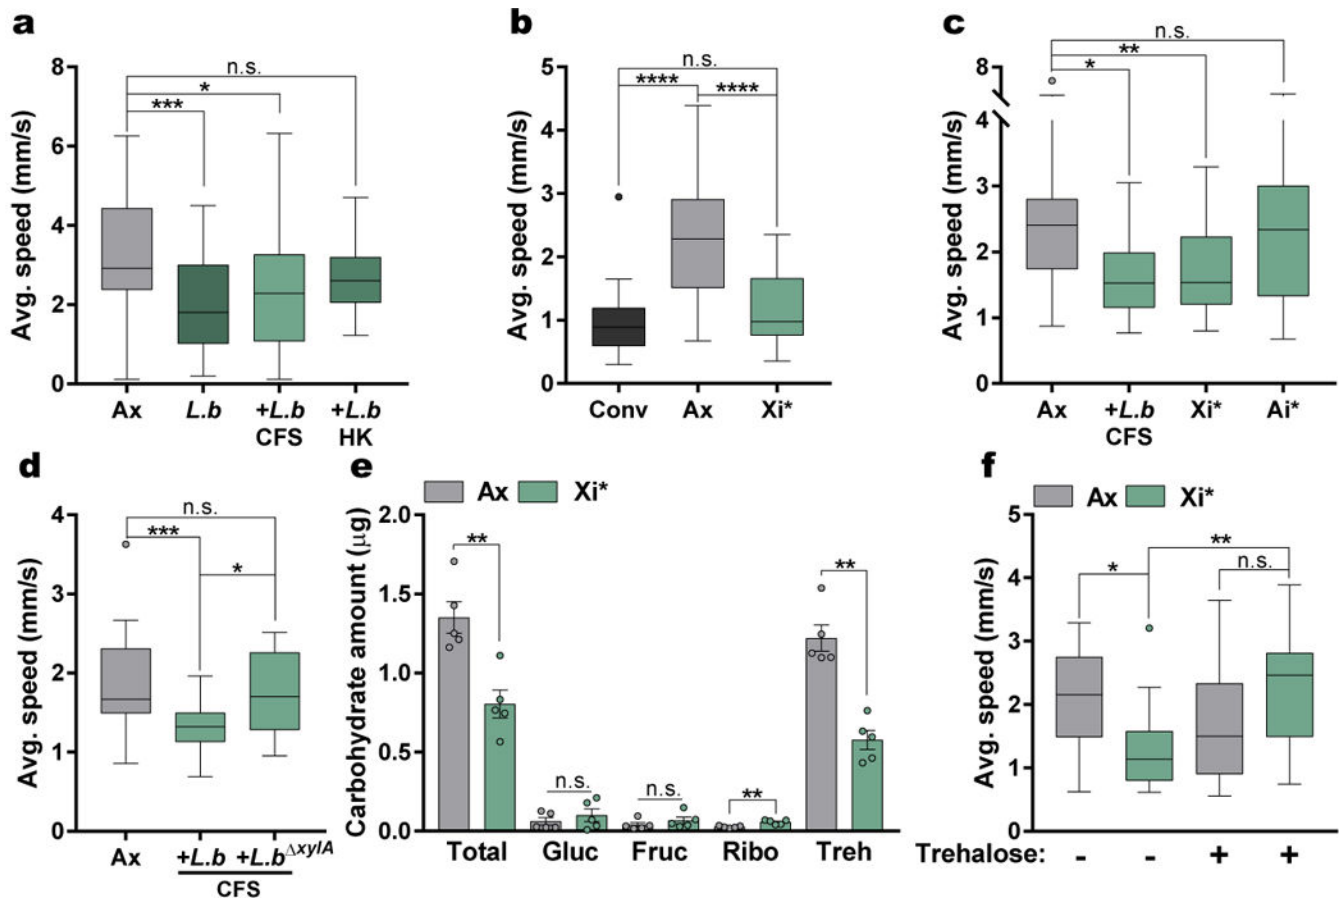 a
Avg. speed (mm/s)
8
6
4
2
0
n.s.
*
***
Ax L.b +L.b +L.b
CFS HK
b
Avg. speed (mm/s)
5
4
3
2
1
0
n.s.
**** ****
Conv Ax Xi*
c
Avg. speed (mm/s)
8
4
3
2
1
0
n.s.
**
*
Ax +L.b Xi* Ai*
CFS
d
Avg. speed (mm/s)
4
3
2
1
0
n.s.
***
*
Ax +L.b +L.bΔxylA
CFS
e
Ax Xi*
Carbohydrate amount (μg)
2.0
1.5
1.0
0.5
0.0
**
n.s.
n.s.
**
**
Total Gluc Fruc Ribo Treh
f
Ax Xi*
Avg. speed (mm/s)
5
4
3
2
1
0
**
* n.s.
Trehalose: - - + +